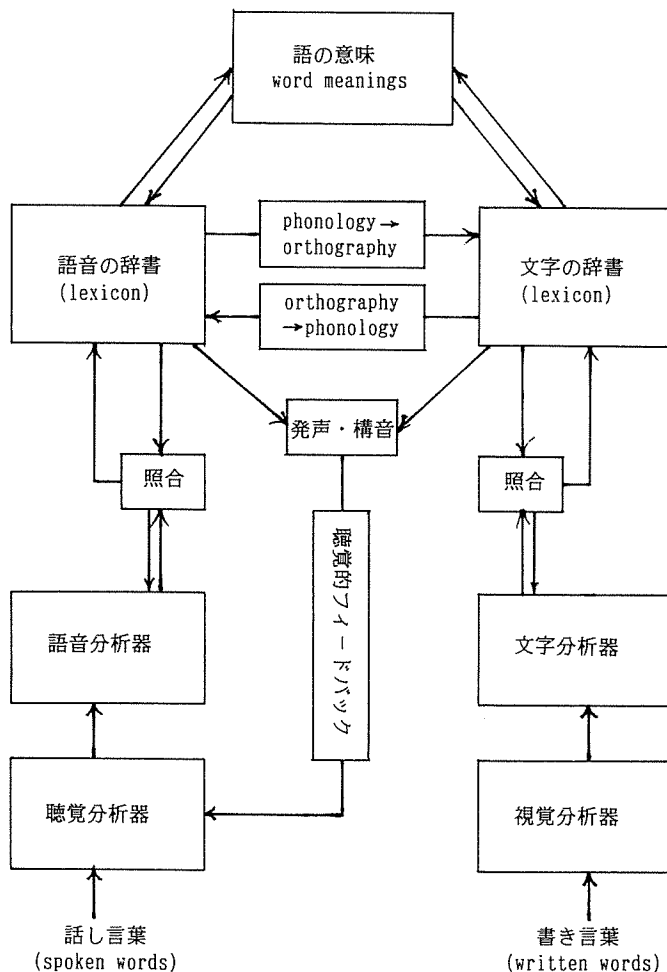 語の意味
word meanings
語音の辞書
(lexicon)
phonology→
orthography
文字の辞書
(lexicon)
orthography
→phonology
発声・構音
照合
照合
聴覚的フィードバック
語音分析器
文字分析器
聴覚分析器
視覚分析器
話し言葉
(spoken words)
書き言葉
(written words)